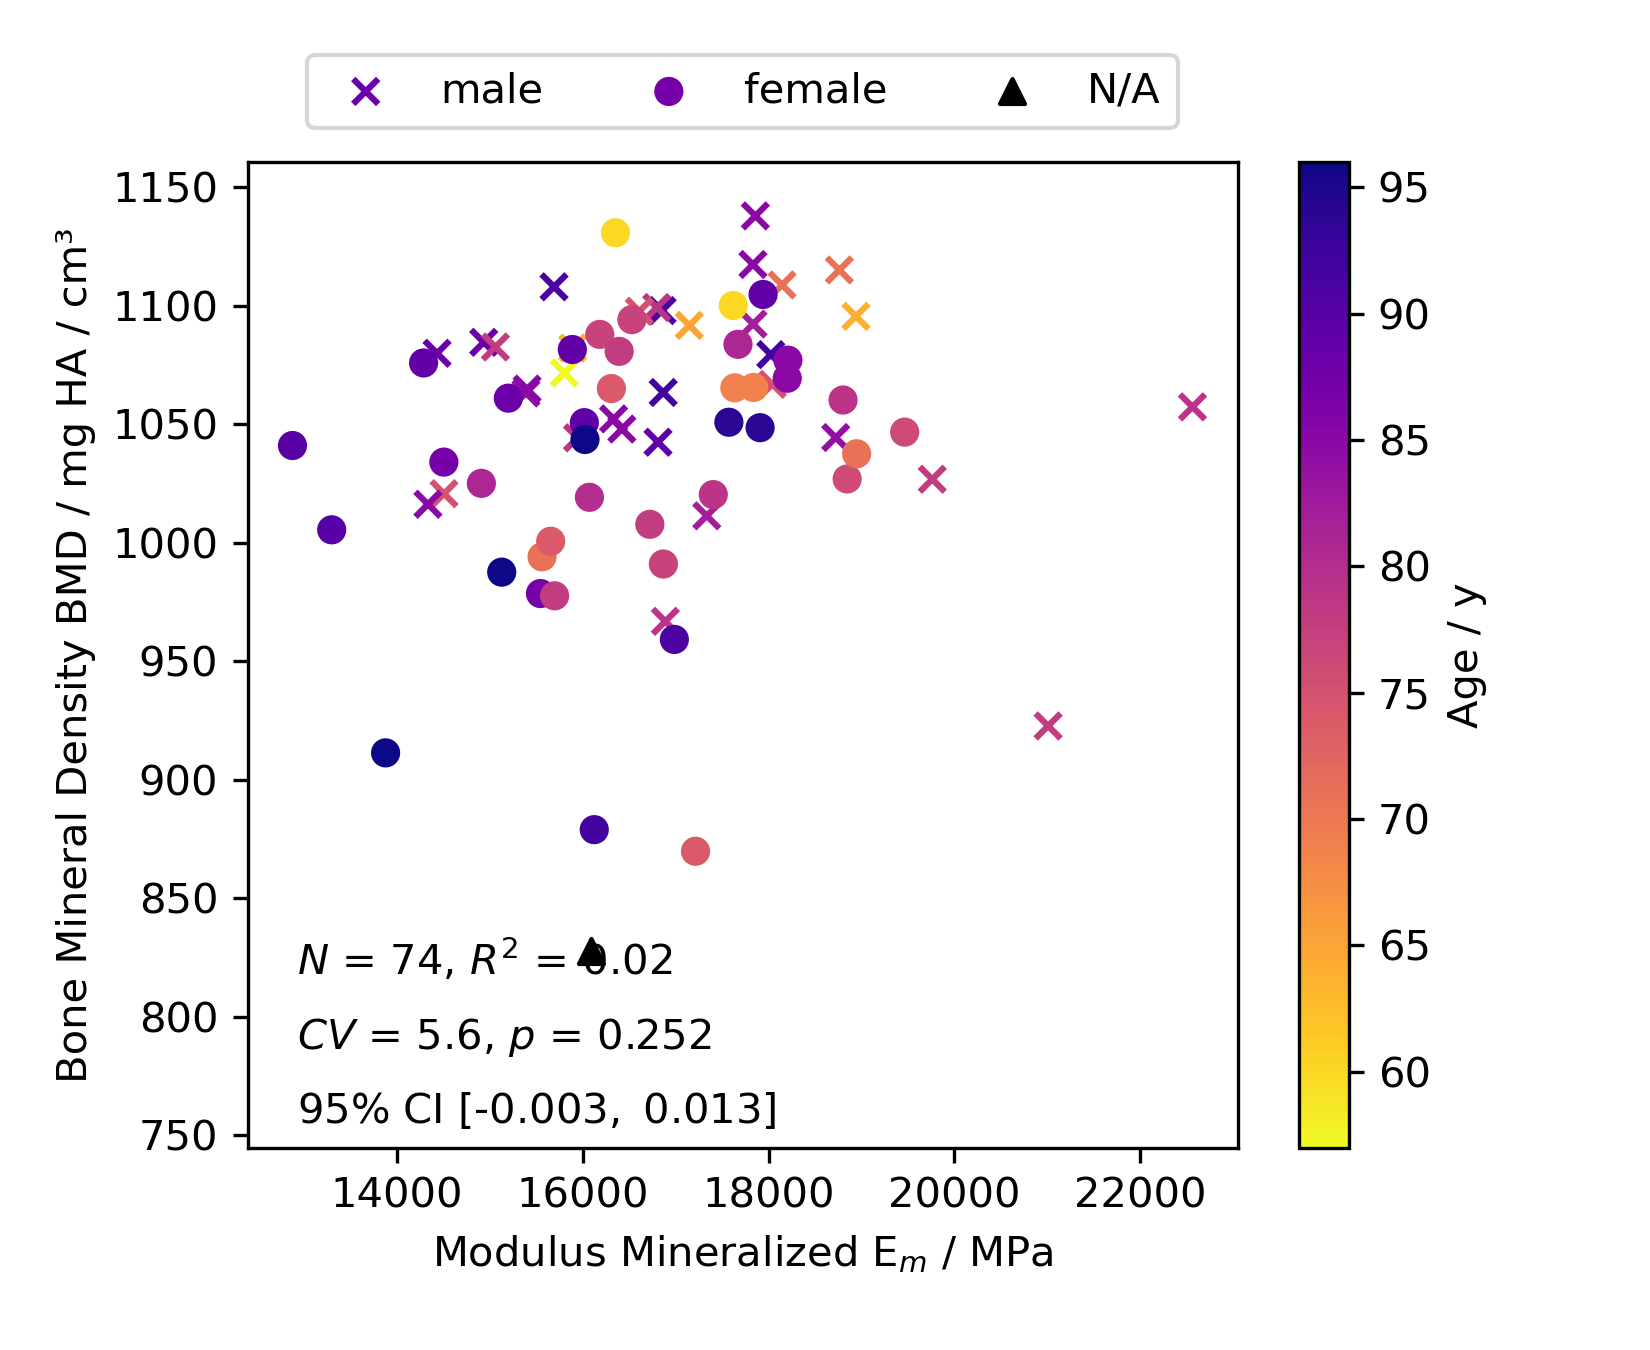 male female N/A
Bone Mineral Density BMD / mg HA / cm³
1150
1100
1050
1000
950
900
850
800
750
N = 74, R² = 0.02
CV = 5.6, p = 0.252
95% CI [-0.003, 0.013]
14000 16000 18000 20000 22000
Modulus Mineralized Eₘ / MPa
95
90
85
80
75
70
65
60
Age / y